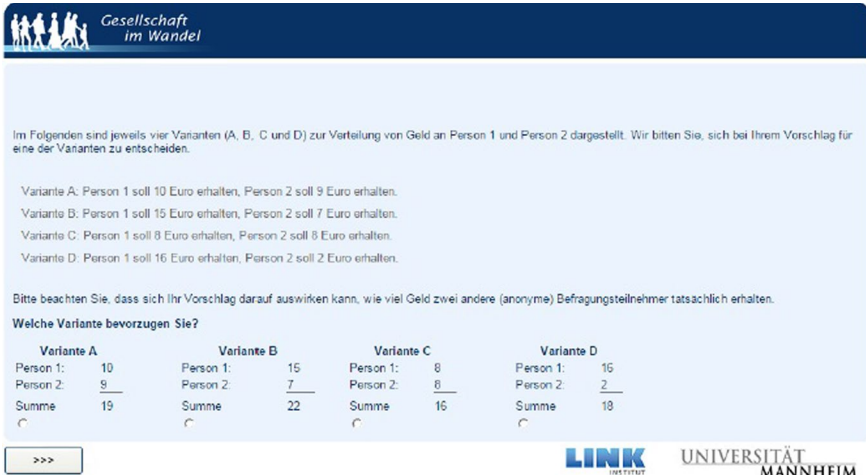 Gesellschaft
im Wandel
Im Folgenden sind jeweils vier Varianten (A, B, C und D) zur Verteilung von Geld an Person 1 und Person 2 dargestellt. Wir bitten Sie, sich bei Ihrem Vorschlag für
eine der Varianten zu entscheiden.
Variante A: Person 1 soll 10 Euro erhalten, Person 2 soll 9 Euro erhalten.
Variante B: Person 1 soll 15 Euro erhalten, Person 2 soll 7 Euro erhalten.
Variante C: Person 1 soll 8 Euro erhalten, Person 2 soll 8 Euro erhalten.
Variante D: Person 1 soll 16 Euro erhalten, Person 2 soll 2 Euro erhalten.
Bitte beachten Sie, dass sich Ihr Vorschlag darauf auswirken kann, wie viel Geld zwei andere (anonyme) Befragungsteilnehmer tatsächlich erhalten.
Welche Variante bevorzugen Sie?
Variante A Variante B Variante C Variante D
Person 1: 10 Person 1: 15 Person 1: 8 Person 1: 16
Person 2: 9 Person 2: 7 Person 2: 8 Person 2: 2
Summe 19 Summe 22 Summe 16 Summe 18
>>>
LINK
INSTITUT
UNIVERSITÄT
MANNHEIM